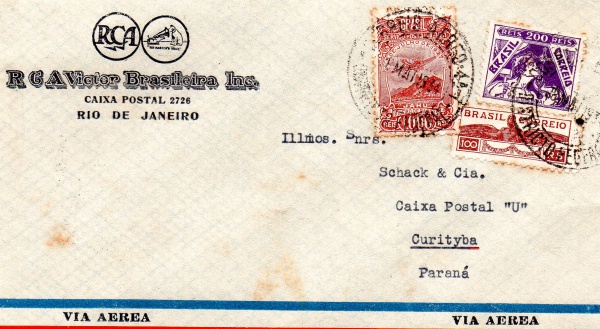 RCA
R C A Victor Brasileira Inc.
CAIXA POSTAL 2726
RIO DE JANEIRO
REIS 200 REIS
BRASIL CORREIO
BRASIL CORREIO
100
Illmos. Snrs.
Schack & Cia.
Caixa Postal "U"
Curityba
Paraná
VIA AEREA
VIA AEREA